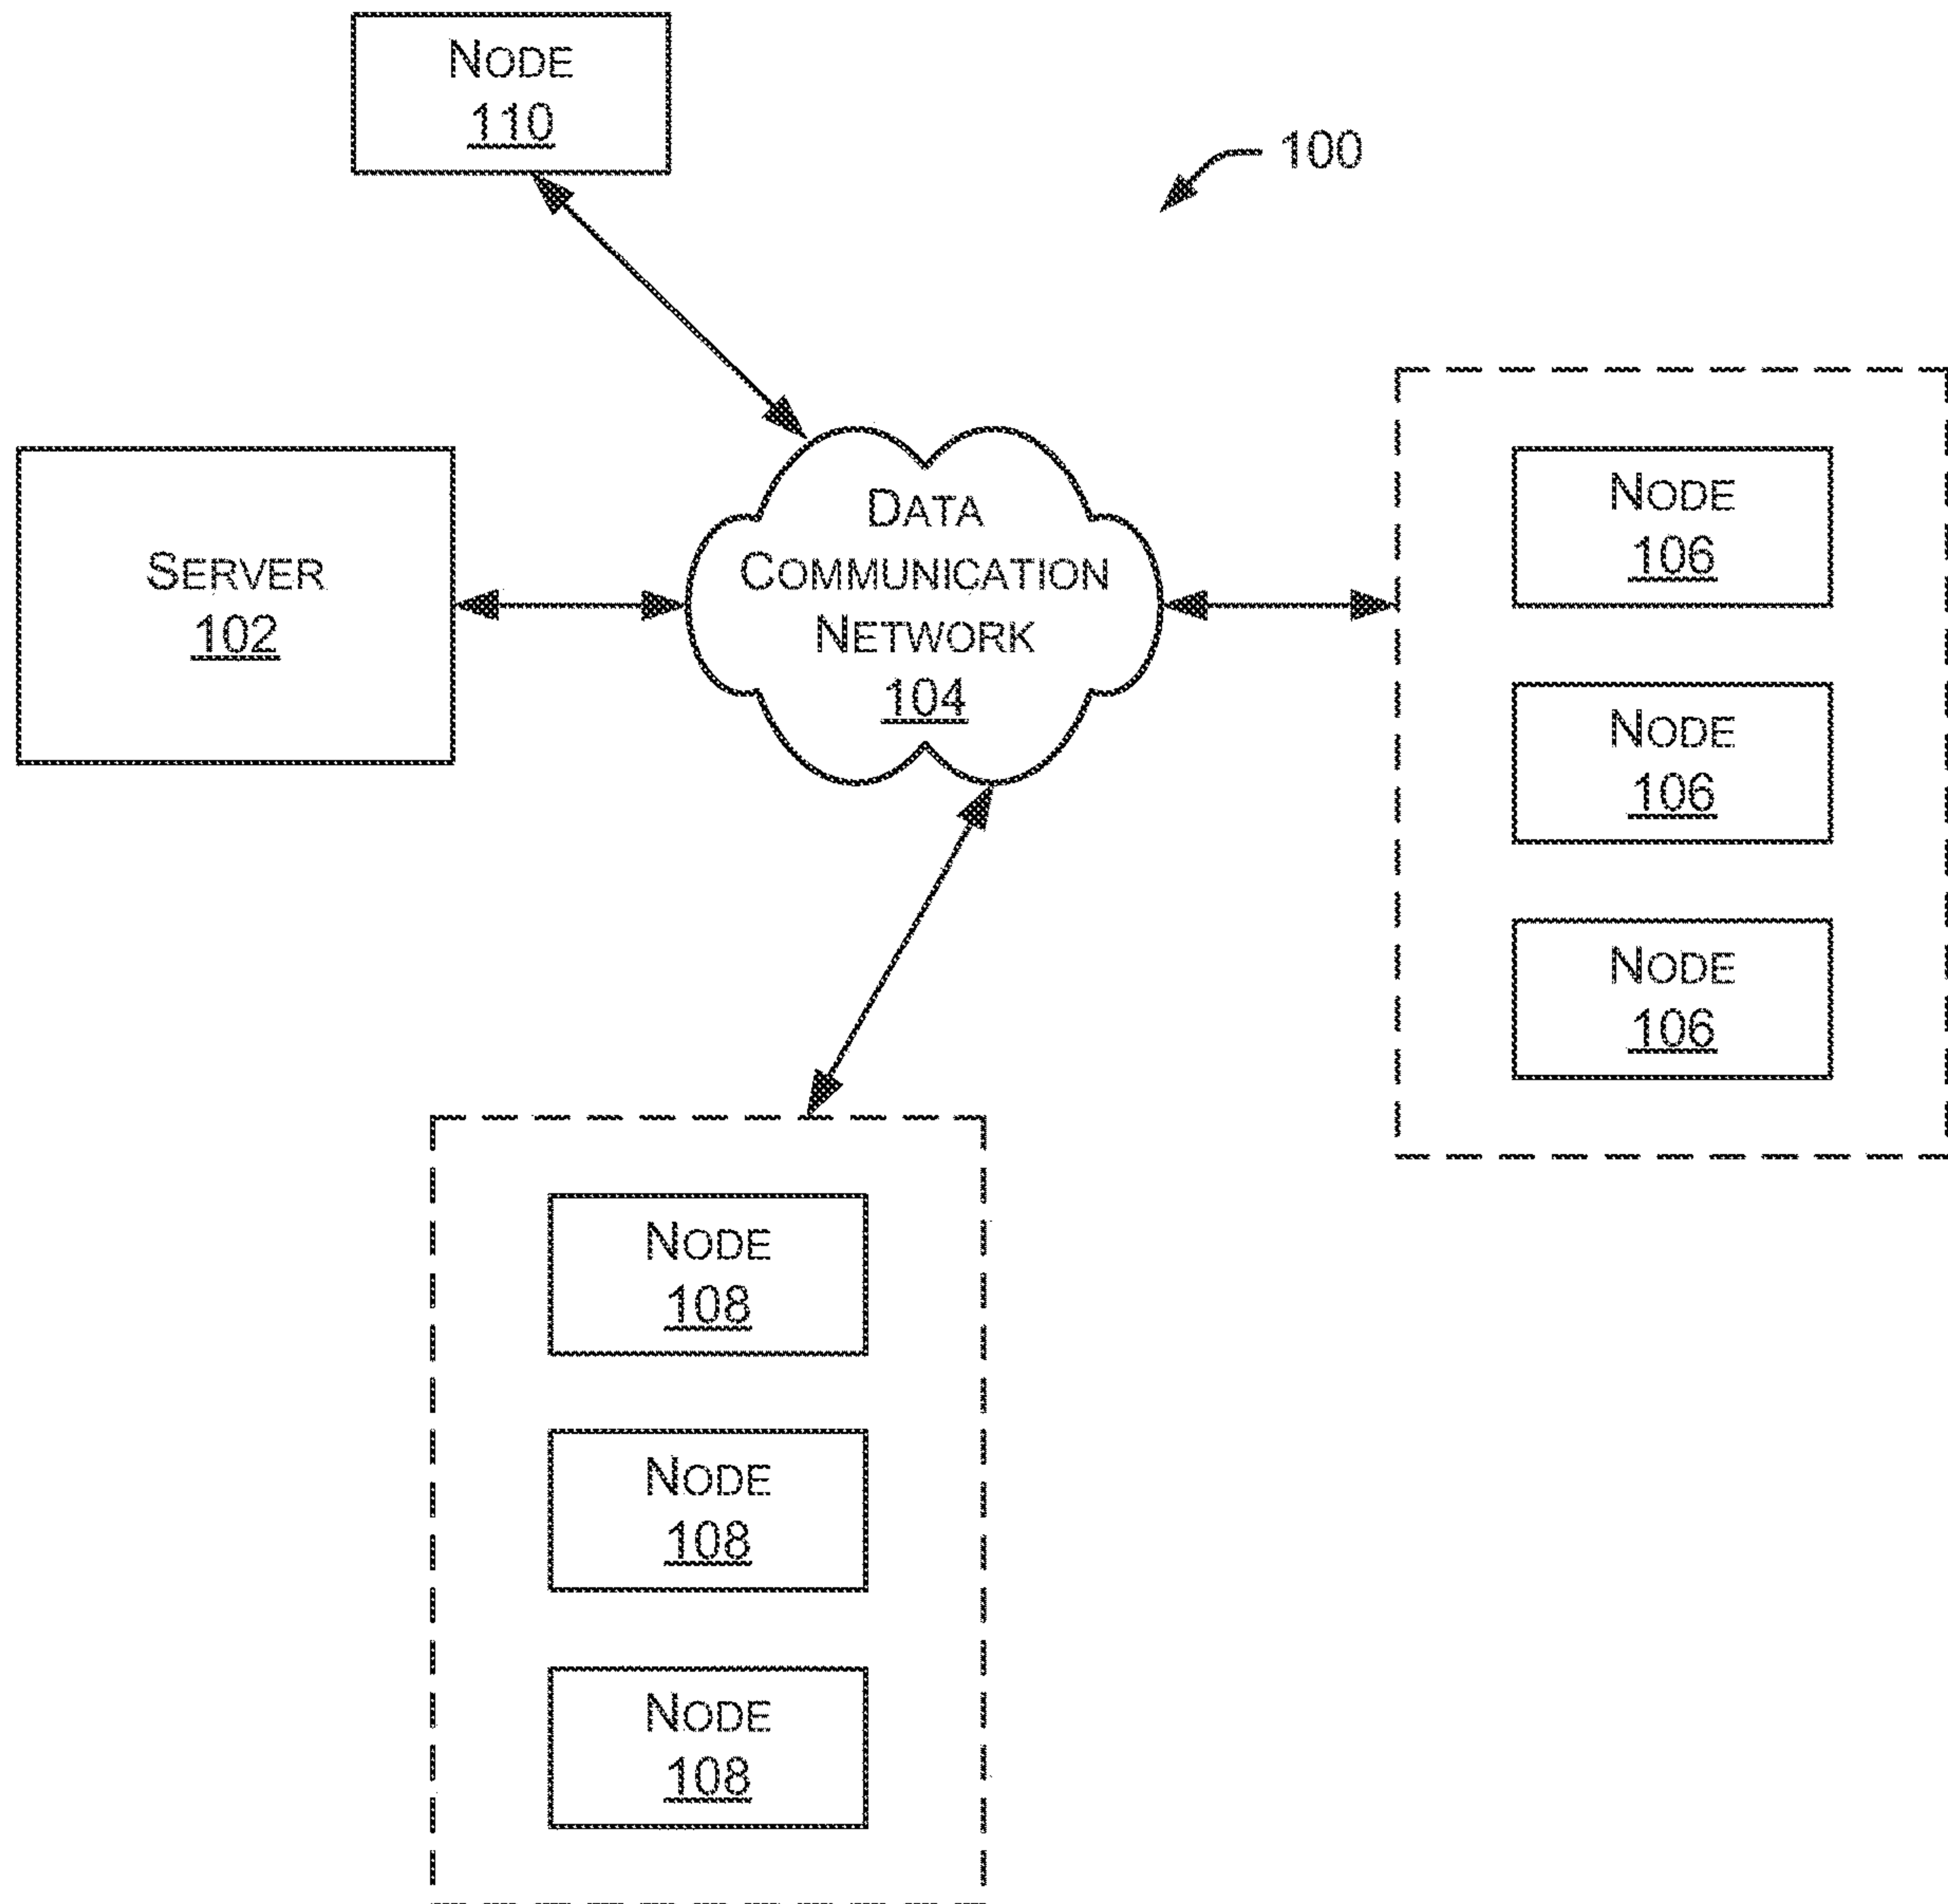 NODE
110
100
SERVER
102
DATA
COMMUNICATION
NETWORK
104
NODE
106
NODE
106
NODE
106
NODE
108
NODE
108
NODE
108